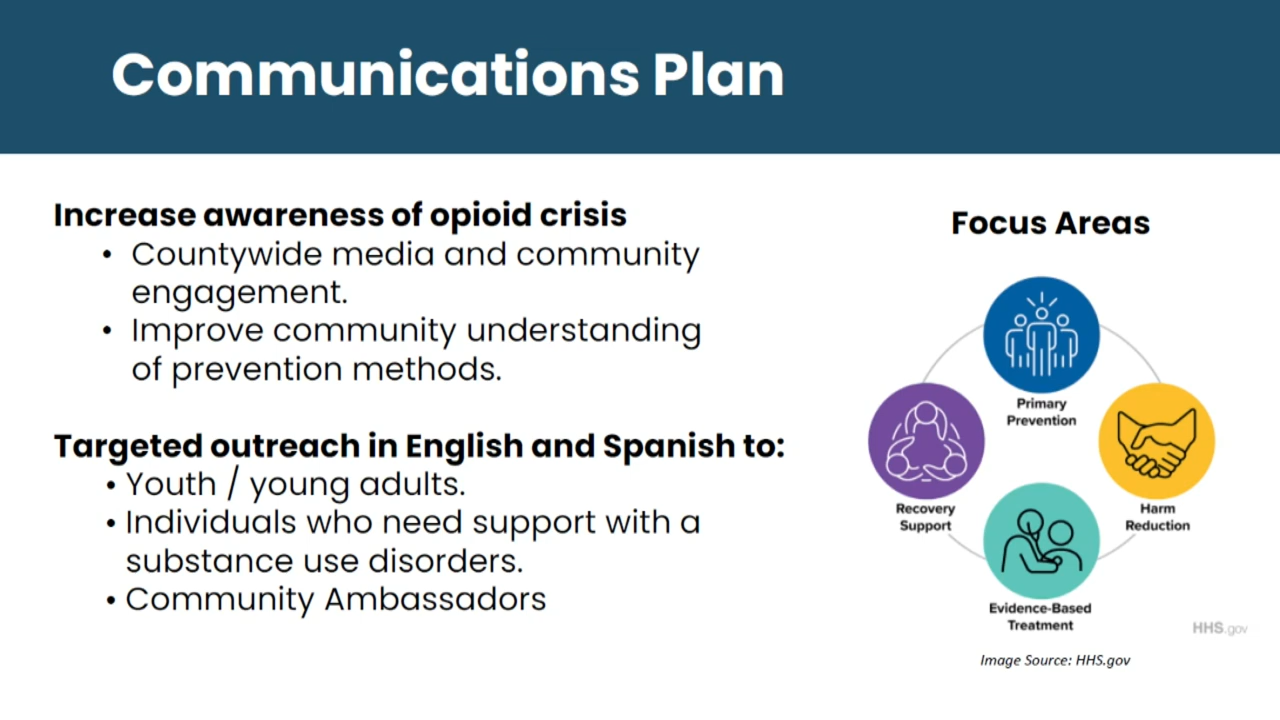 Communications Plan
Increase awareness of opioid crisis
• Countywide media and community
engagement.
• Improve community understanding
of prevention methods.
Targeted outreach in English and Spanish to:
• Youth / young adults.
• Individuals who need support with a
substance use disorders.
• Community Ambassadors
Focus Areas
Primary
Prevention
Recovery
Support
Harm
Reduction
Evidence-Based
Treatment
HHS.gov
Image Source: HHS.gov